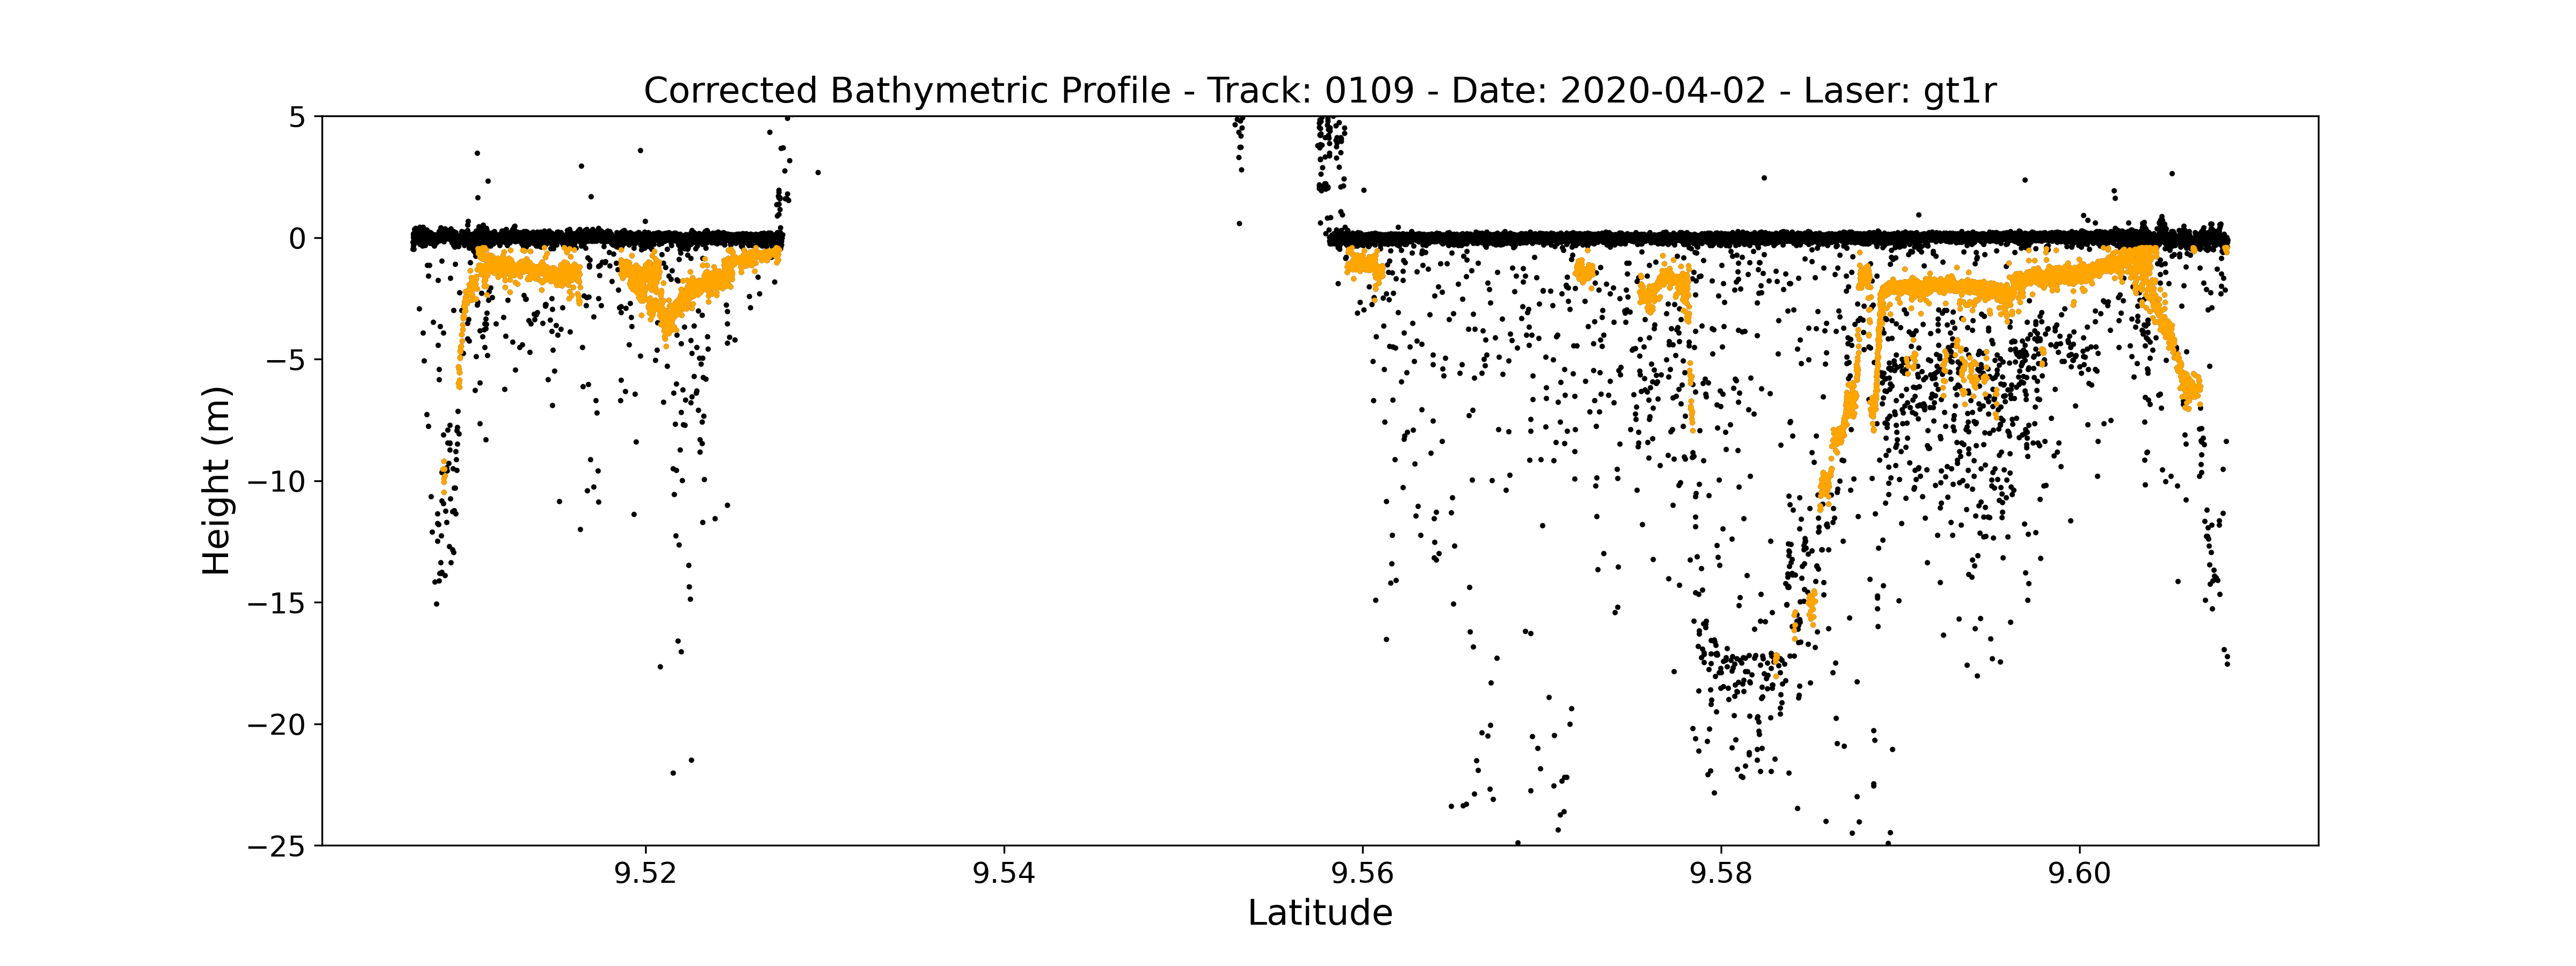 Corrected Bathymetric Profile - Track: 0109 - Date: 2020-04-02 - Laser: gt1r
5
0
−5
−10
−15
−20
−25
Height (m)
9.52 9.54 9.56 9.58 9.60
Latitude